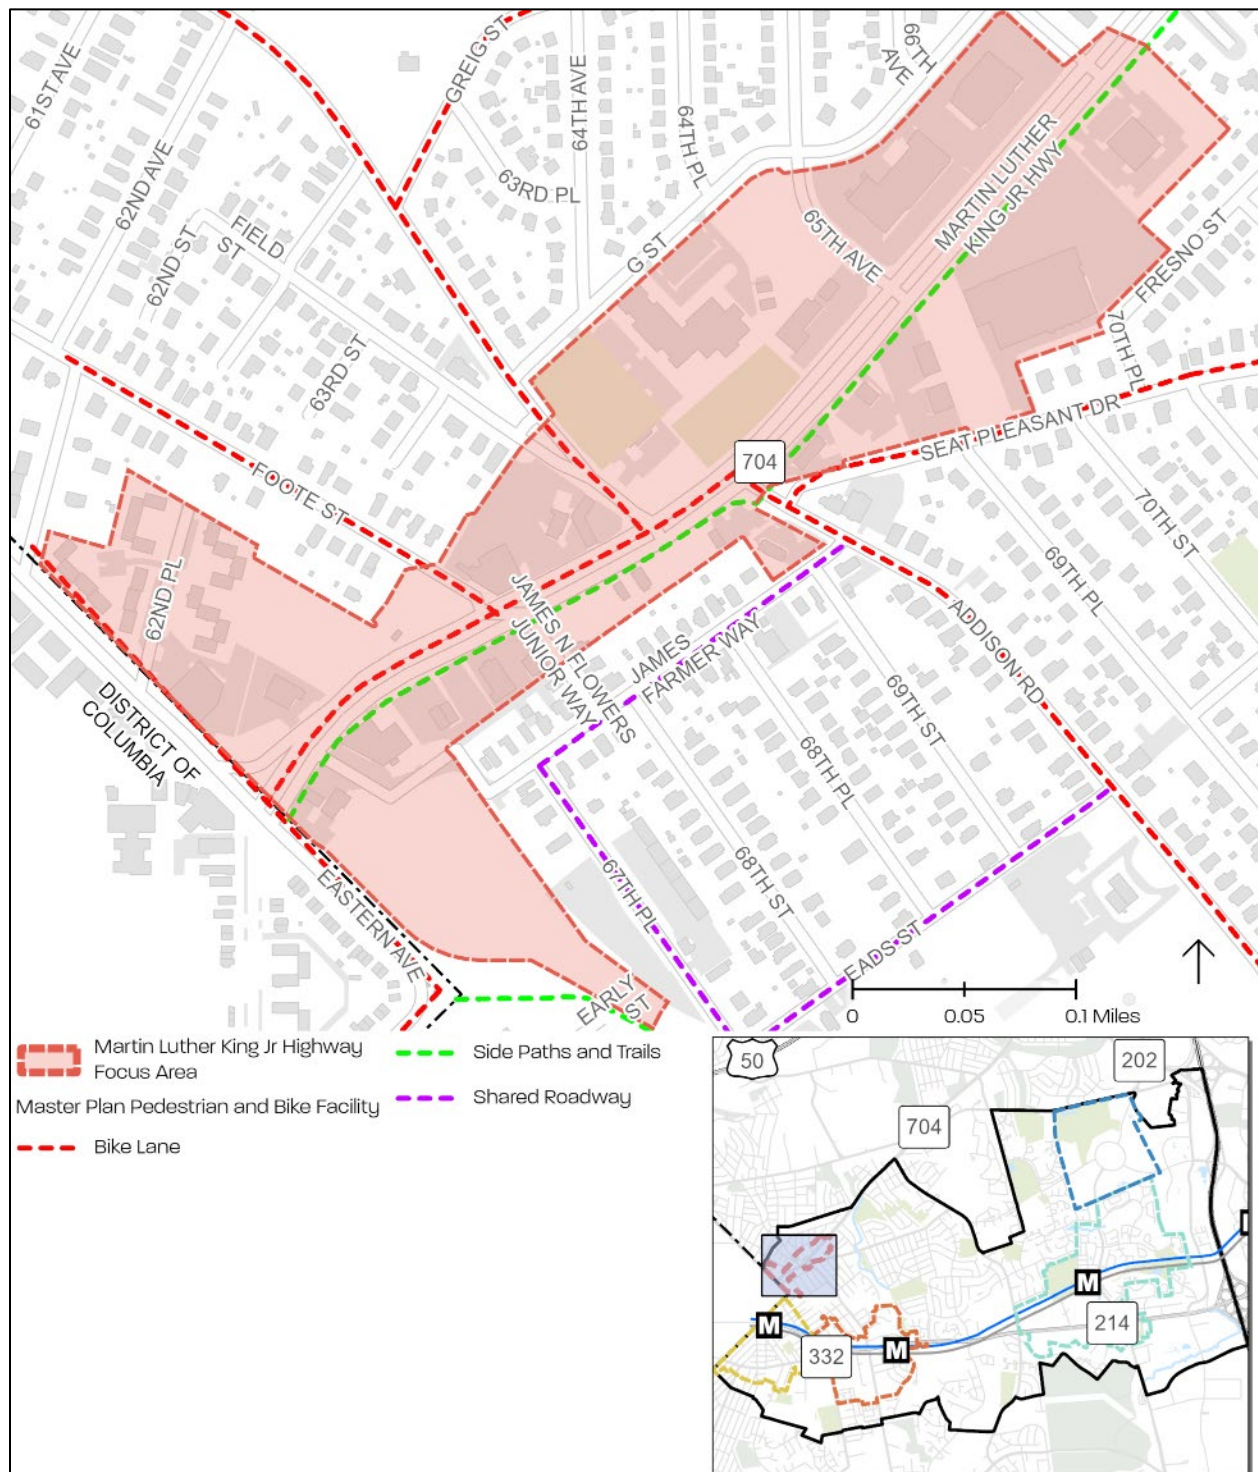 61ST AVE
62ND AVE
GREIG ST
64TH AVE
64TH PL
66TH
AVE
63RD PL
62ND ST
FIELD
ST
G ST
65TH AVE
MARTIN LUTHER
KING JR HWY
63RD ST
FRESNO ST
70TH PL
SEAT PLEASANT DR
704
FOOTE ST
70TH ST
69TH PL
62ND PL
JAMES N FLOWERS
JUNIOR WAY
JAMES
FARMER WAY
ADDISON RD
69TH ST
DISTRICT OF
COLUMBIA
68TH PL
67TH PL
68TH ST
EASTERN AVE
EADS ST
EARLY
ST
0 0.05 0.1 Miles
Martin Luther King Jr Highway
Focus Area
Master Plan Pedestrian and Bike Facility
Bike Lane
Side Paths and Trails
Shared Roadway
50
202
704
M
214
M
332
M